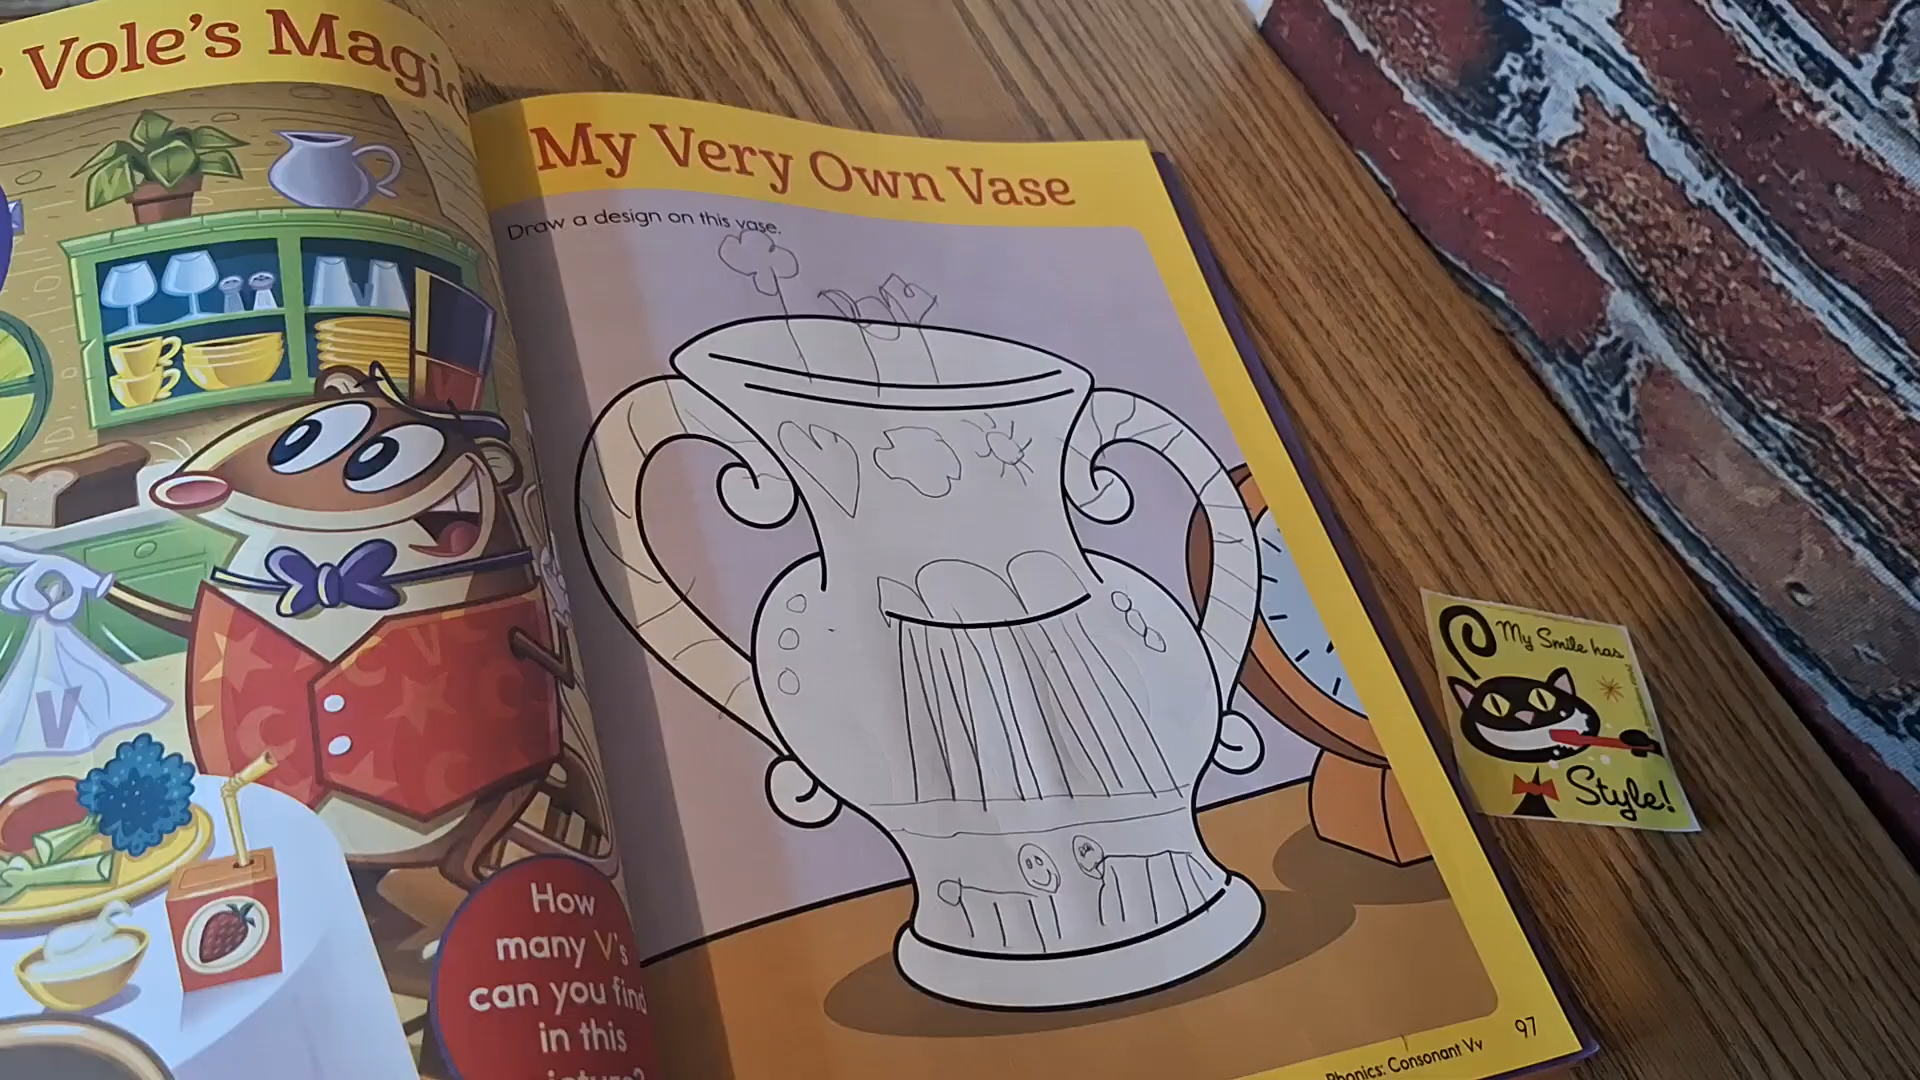 Vole's Magic
V
How
many V's
can you find
in this
My Very Own Vase
Draw a design on this vase.
Phonics: Consonant Vv
97
My Smile has
Style!